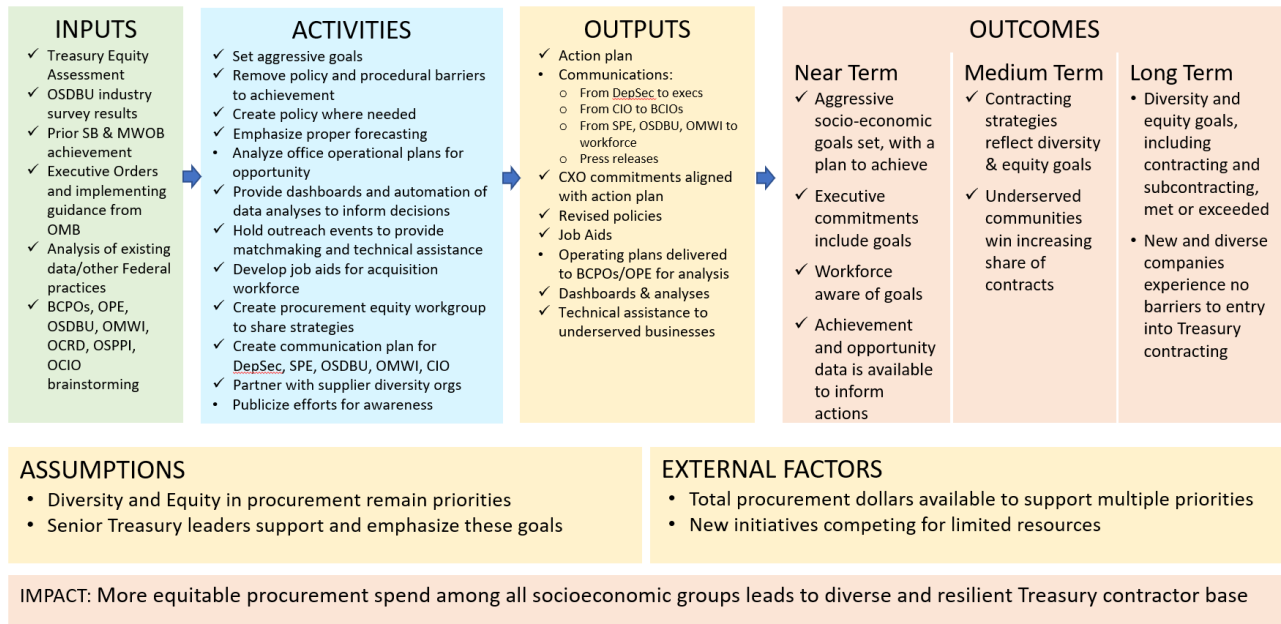 INPUTS
✓ Treasury Equity
Assessment
✓ OSDBU industry
survey results
✓ Prior SB & MWOB
achievement
✓ Executive Orders
and implementing
guidance from
OMB
✓ Analysis of existing
data/other Federal
practices
✓ BCPOs, OPE,
OSDBU, OMWI,
OCRD, OSPPI,
OCIO
brainstorming
ACTIVITIES
✓ Set aggressive goals
✓ Remove policy and procedural barriers
to achievement
✓ Create policy where needed
✓ Emphasize proper forecasting
• Analyze office operational plans for
opportunity
✓ Provide dashboards and automation of
data analyses to inform decisions
✓ Hold outreach events to provide
matchmaking and technical assistance
✓ Develop job aids for acquisition
workforce
✓ Create procurement equity workgroup
to share strategies
✓ Create communication plan for
DepSec, SPE, OSDBU, OMWI, CIO
✓ Partner with supplier diversity orgs
• Publicize efforts for awareness
OUTPUTS
✓ Action plan
• Communications:
o From DepSec to execs
o From CIO to BCIOs
o From SPE, OSDBU, OMWI to
workforce
o Press releases
✓ CXO commitments aligned
with action plan
✓ Revised policies
✓ Job Aids
• Operating plans delivered
to BCPOs/OPE for analysis
✓ Dashboards & analyses
✓ Technical assistance to
underserved businesses
OUTCOMES
Near Term
✓ Aggressive
socio-economic
goals set, with a
plan to achieve
✓ Executive
commitments
include goals
✓ Workforce
aware of goals
✓ Achievement
and opportunity
data is available
to inform
actions
Medium Term
✓ Contracting
strategies
reflect diversity
& equity goals
✓ Underserved
communities
win increasing
share of
contracts
Long Term
• Diversity and
equity goals,
including
contracting and
subcontracting,
met or exceeded
• New and diverse
companies
experience no
barriers to entry
into Treasury
contracting
ASSUMPTIONS
• Diversity and Equity in procurement remain priorities
• Senior Treasury leaders support and emphasize these goals
EXTERNAL FACTORS
• Total procurement dollars available to support multiple priorities
• New initiatives competing for limited resources
IMPACT: More equitable procurement spend among all socioeconomic groups leads to diverse and resilient Treasury contractor base